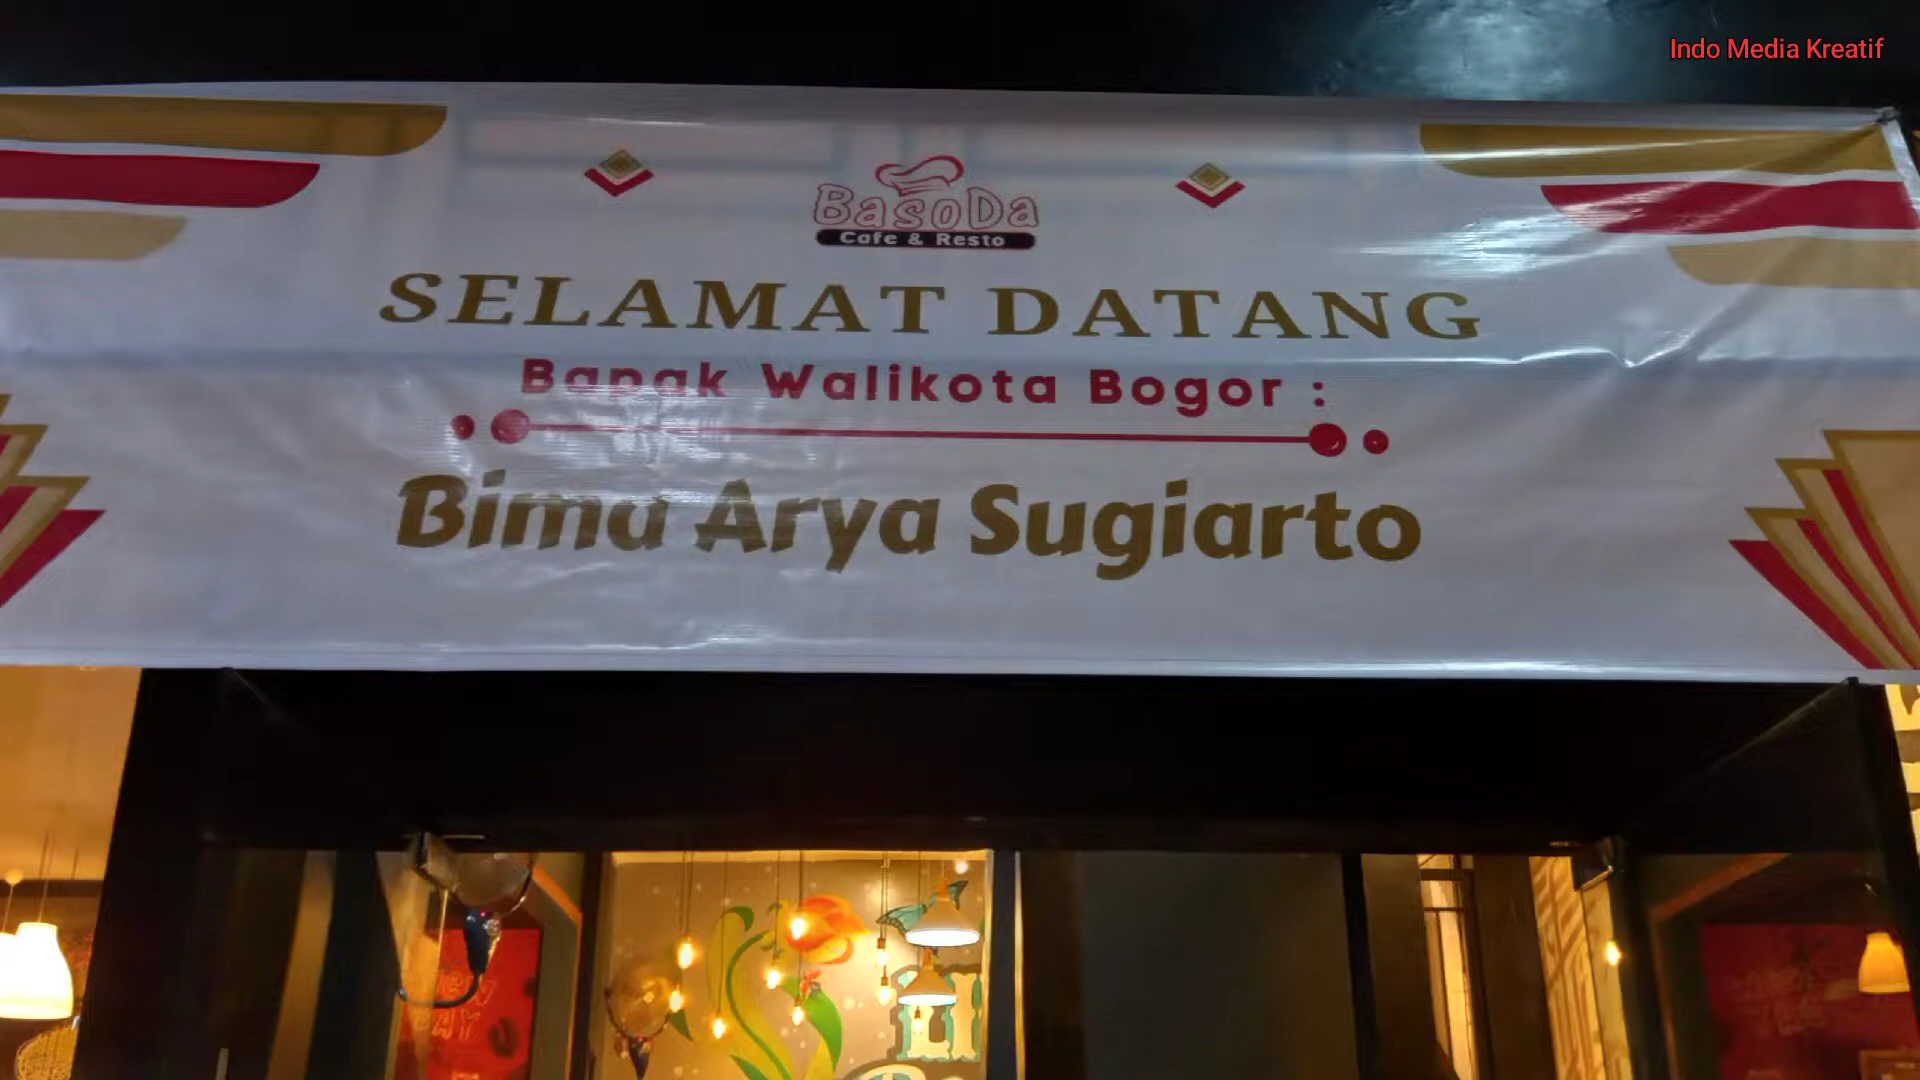 Indo Media Kreatif
BasoDa
Cafe & Resto
SELAMAT DATANG
Bapak Walikota Bogor :
Bima Arya Sugiarto